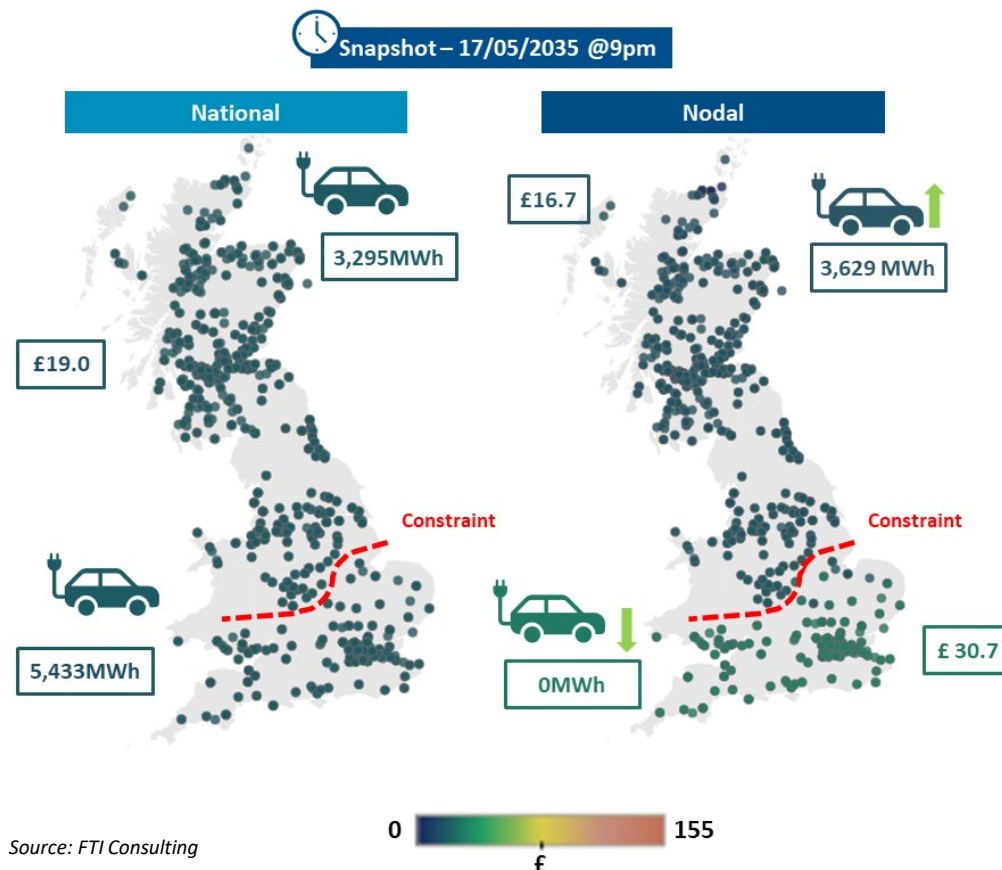 Snapshot – 17/05/2035 @9pm
National
Nodal
3,295MWh
£19.0
Constraint
5,433MWh
£16.7
3,629 MWh
Constraint
0MWh
£ 30.7
0
155
£
Source: FTI Consulting